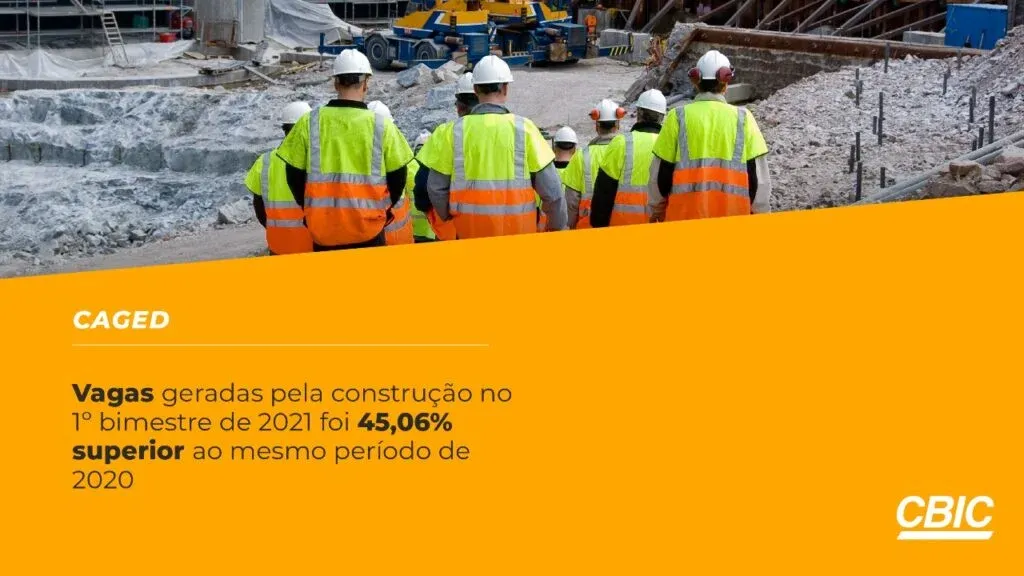 CAGED
Vagas geradas pela construção no
1º bimestre de 2021 foi 45,06%
superior ao mesmo período de
2020
CBIC